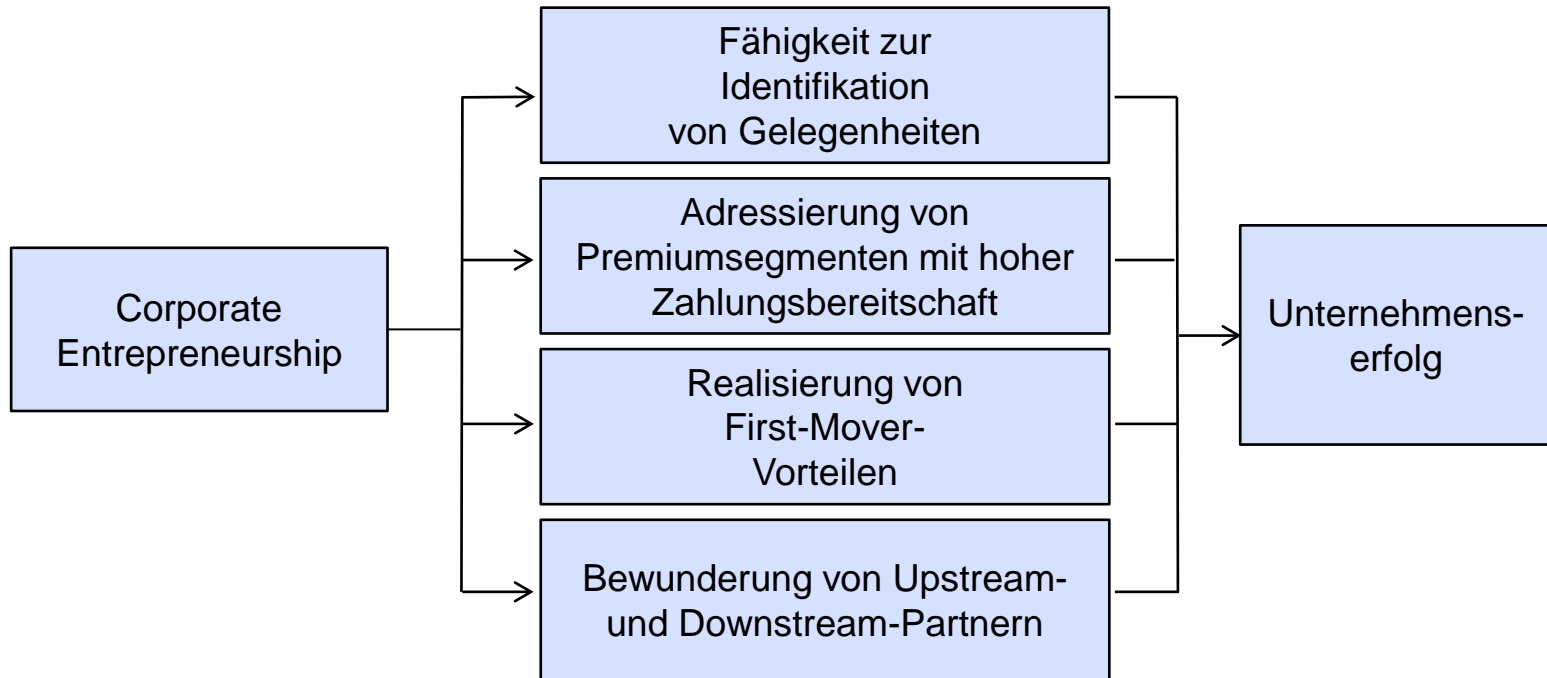 Fähigkeit zur
Identifikation
von Gelegenheiten
Adressierung von
Premiumsegmenten mit hoher
Zahlungsbereitschaft
Corporate
Entrepreneurship
Unternehmens-
erfolg
Realisierung von
First-Mover-
Vorteilen
Bewunderung von Upstream-
und Downstream-Partnern